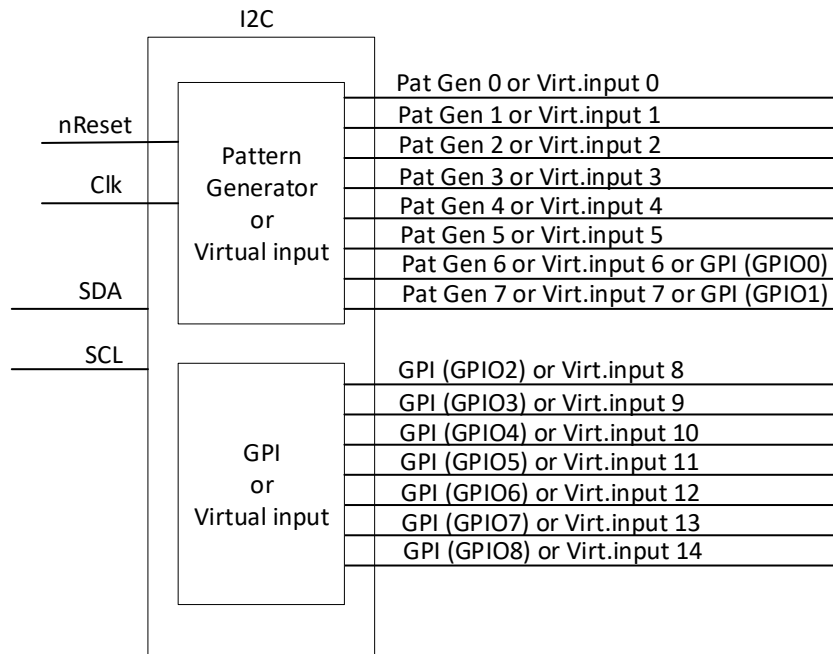 I2C
nReset
Clk
SDA
SCL
Pattern
Generator
or
Virtual input
Pat Gen 0 or Virt.input 0
Pat Gen 1 or Virt.input 1
Pat Gen 2 or Virt.input 2
Pat Gen 3 or Virt.input 3
Pat Gen 4 or Virt.input 4
Pat Gen 5 or Virt.input 5
Pat Gen 6 or Virt.input 6 or GPI (GPIO0)
Pat Gen 7 or Virt.input 7 or GPI (GPIO1)
GPI
or
Virtual input
GPI (GPIO2) or Virt.input 8
GPI (GPIO3) or Virt.input 9
GPI (GPIO4) or Virt.input 10
GPI (GPIO5) or Virt.input 11
GPI (GPIO6) or Virt.input 12
GPI (GPIO7) or Virt.input 13
GPI (GPIO8) or Virt.input 14